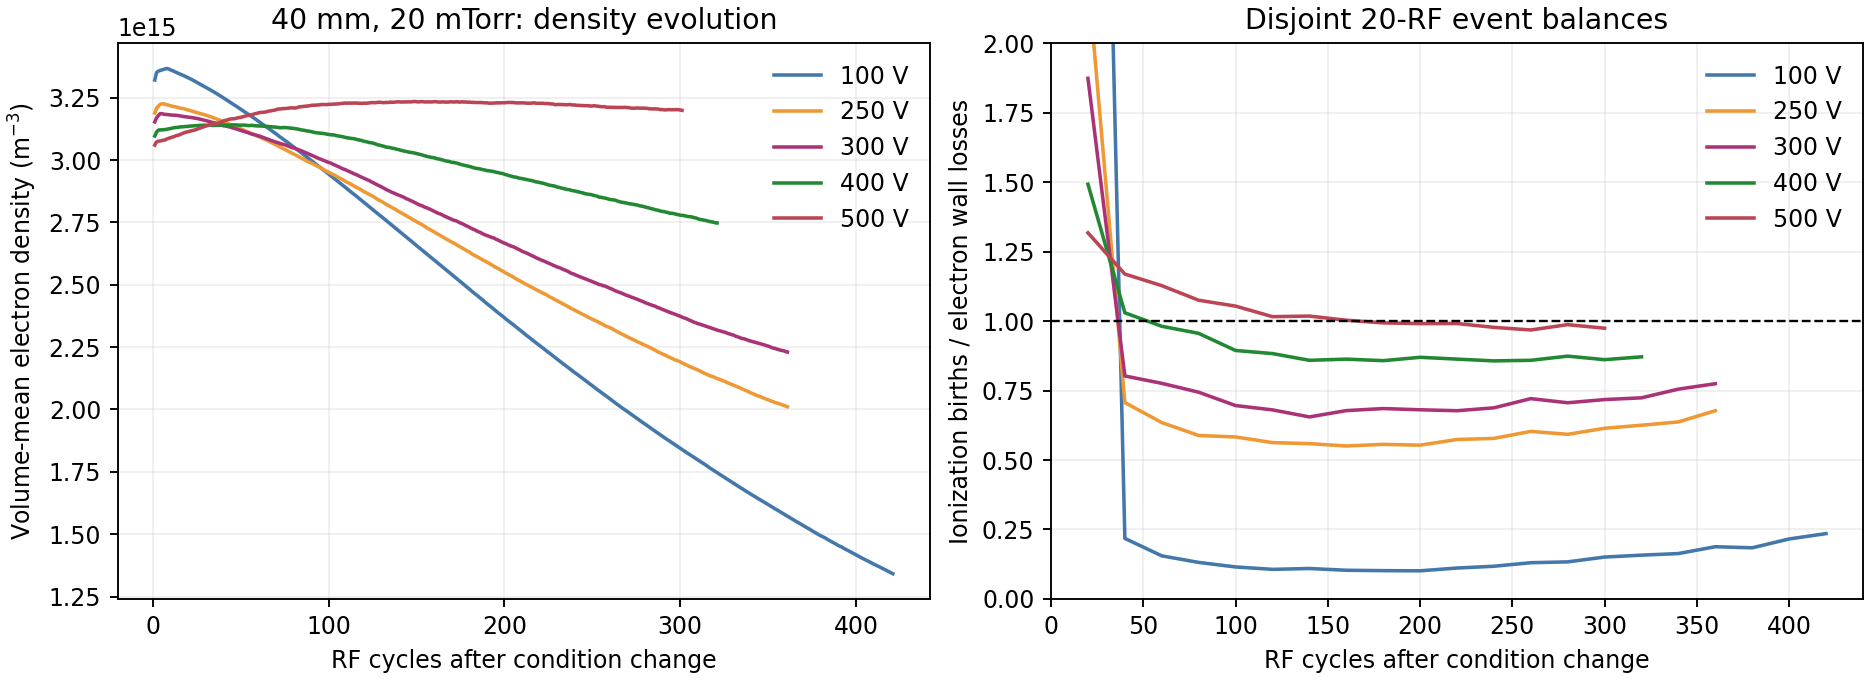 40 mm, 20 mTorr: density evolution
1e15
Volume-mean electron density (m⁻³)
3.25
3.00
2.75
2.50
2.25
2.00
1.75
1.50
1.25
0
100
200
300
400
RF cycles after condition change
100 V
250 V
300 V
400 V
500 V
Disjoint 20-RF event balances
Ionization births / electron wall losses
2.00
1.75
1.50
1.25
1.00
0.75
0.50
0.25
0.00
0
50
100
150
200
250
300
350
400
RF cycles after condition change
100 V
250 V
300 V
400 V
500 V